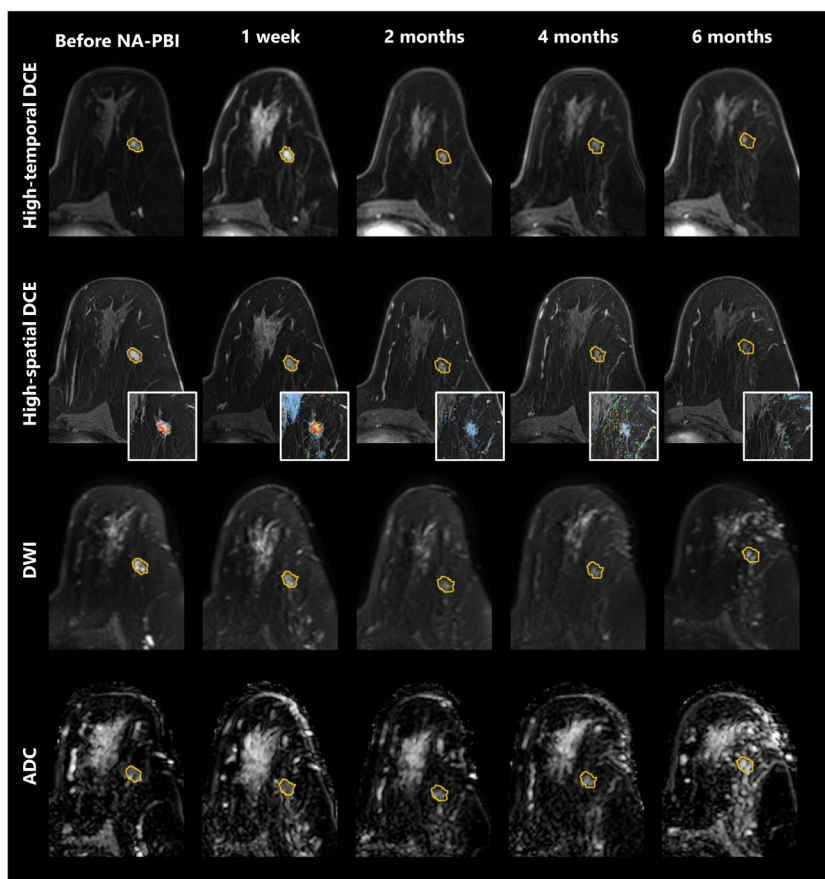 Before NA-PBI
1 week
2 months
4 months
6 months
High-temporal DCE
High-spatial DCE
DWI
ADC